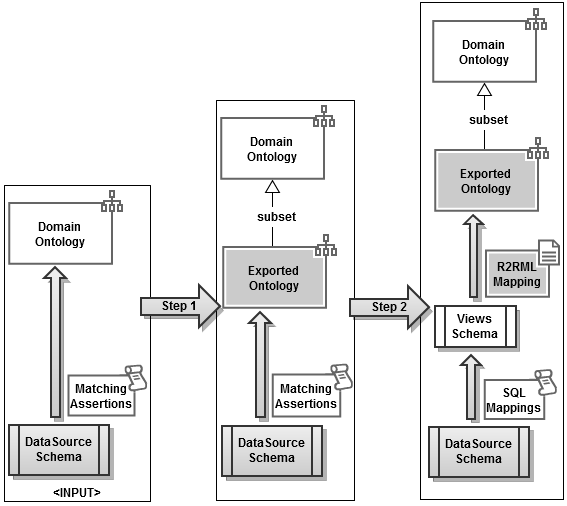 Domain
Ontology
Matching
Assertions
DataSource
Schema
<INPUT>
Step 1
Domain
Ontology
subset
Exported
Ontology
Matching
Assertions
DataSource
Schema
Step 2
Domain
Ontology
subset
Exported
Ontology
R2RML
Mapping
Views
Schema
SQL
Mappings
DataSource
Schema